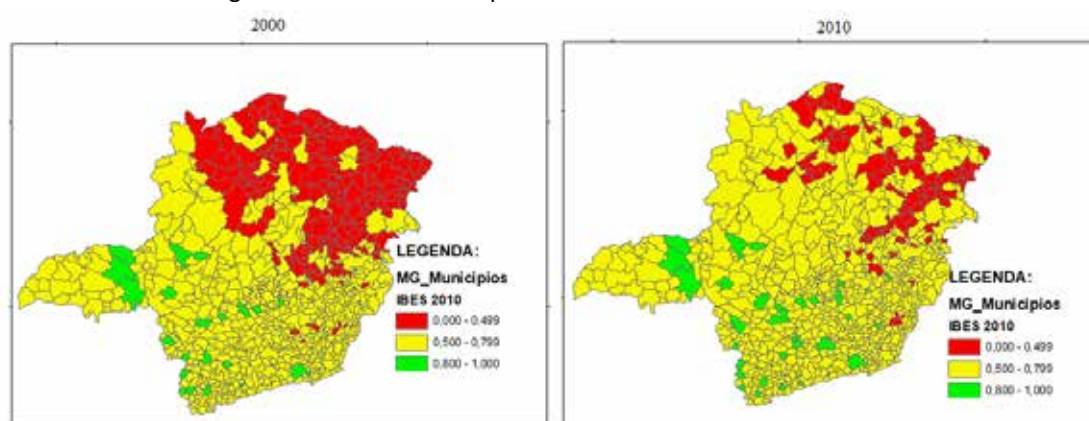 2000
LEGENDA:
MG_Municipios
IBES 2010
0,000 - 0,499
0,500 - 0,799
0,800 - 1,000
2010
LEGENDA:
MG_Municipios
IBES 2010
0,000 - 0,499
0,500 - 0,799
0,800 - 1,000